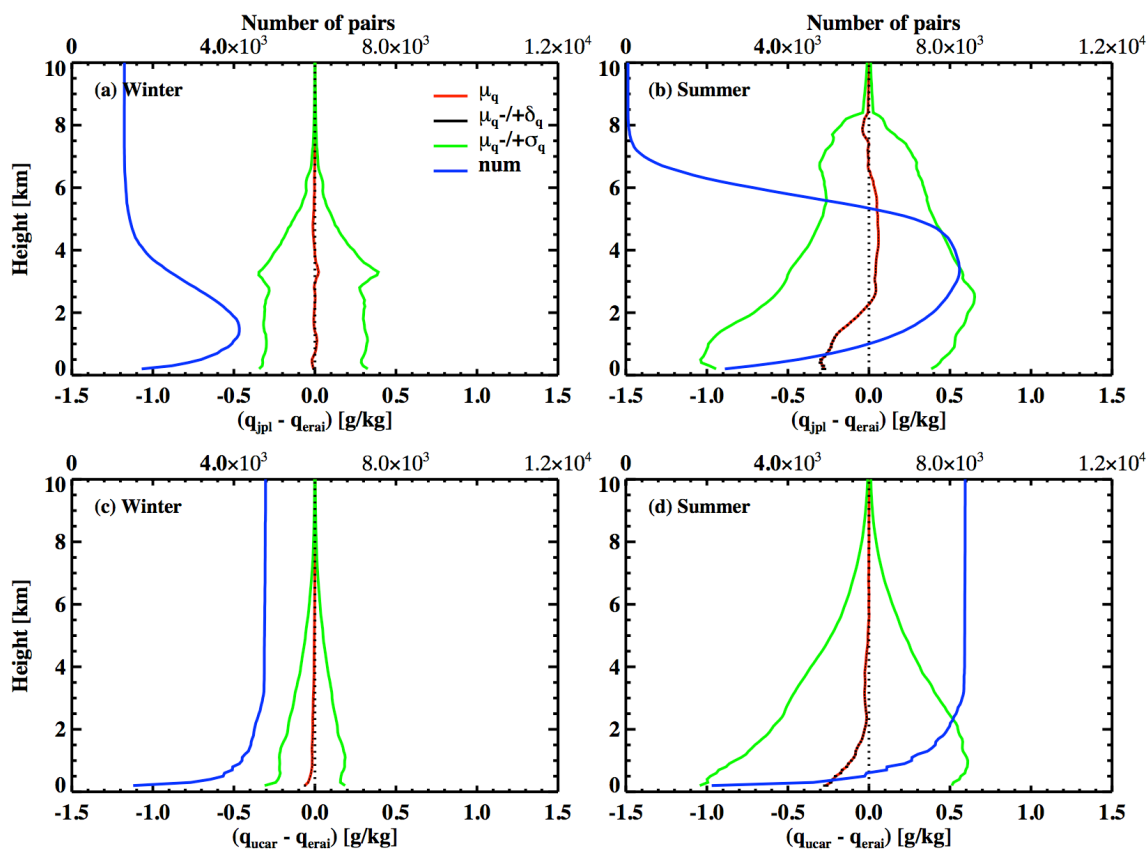 Number of pairs Number of pairs
0 4.0×10³ 8.0×10³ 1.2×10⁴ 0 4.0×10³ 8.0×10³ 1.2×10⁴
10 (a) Winter μq 10 (b) Summer
μq-/+δq
8 μq-/+σq 8
num
6 6
Height [km]
4 4
2 2
0 0
-1.5 -1.0 -0.5 0.0 0.5 1.0 1.5 -1.5 -1.0 -0.5 0.0 0.5 1.0 1.5
(qjpl - qerai) [g/kg] (qjpl - qerai) [g/kg]
0 4.0×10³ 8.0×10³ 1.2×10⁴ 0 4.0×10³ 8.0×10³ 1.2×10⁴
10 (c) Winter 10 (d) Summer
8 8
6 6
Height [km]
4 4
2 2
0 0
-1.5 -1.0 -0.5 0.0 0.5 1.0 1.5 -1.5 -1.0 -0.5 0.0 0.5 1.0 1.5
(qucar - qerai) [g/kg] (qucar - qerai) [g/kg]